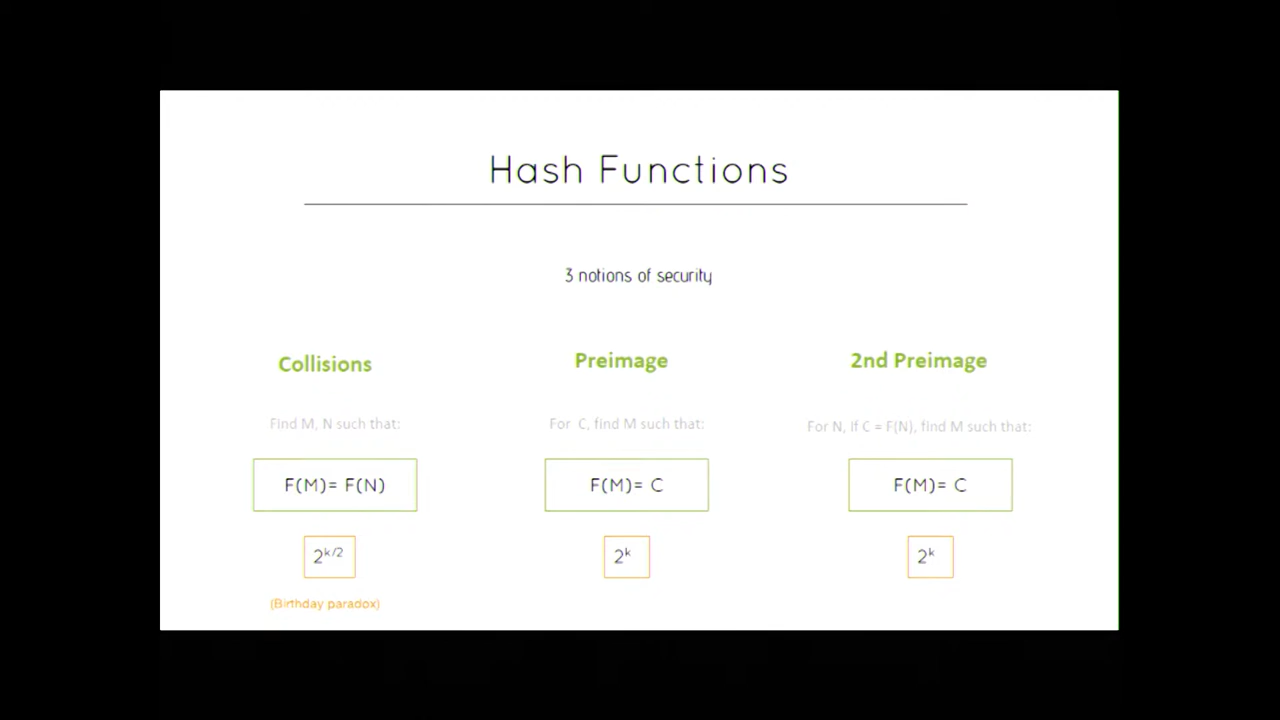 Hash Functions
3 notions of security
Collisions
Find M, N such that:
F(M)= F(N)
2^k/2
(Birthday paradox)
Preimage
For C, find M such that:
F(M)= C
2^k
2nd Preimage
For N, if C = F(N), find M such that:
F(M)= C
2^k